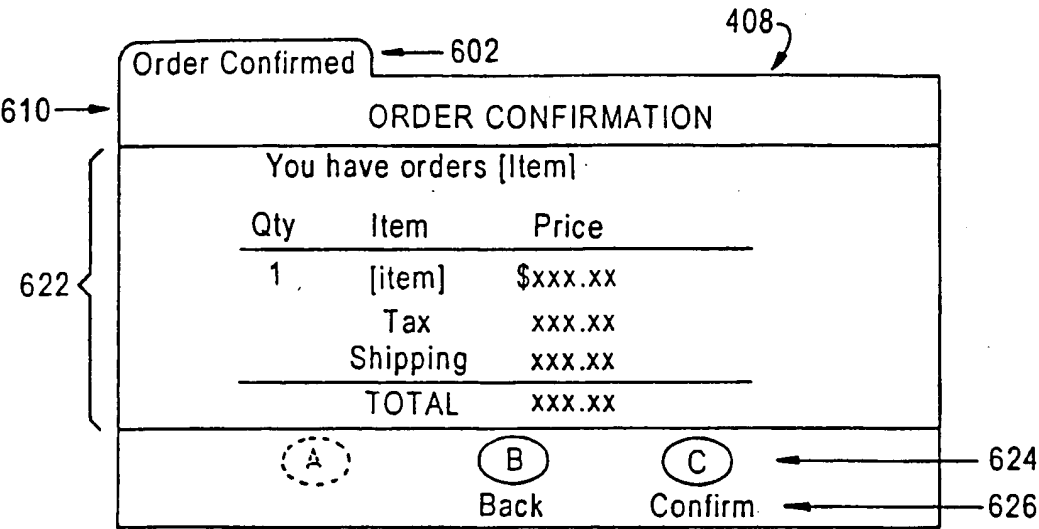 408
Order Confirmed 602
610 ORDER CONFIRMATION
You have orders [Item]
Qty Item Price
622 1 [item] $xxx.xx
Tax xxx.xx
Shipping xxx.xx
TOTAL xxx.xx
A B C 624
Back Confirm 626